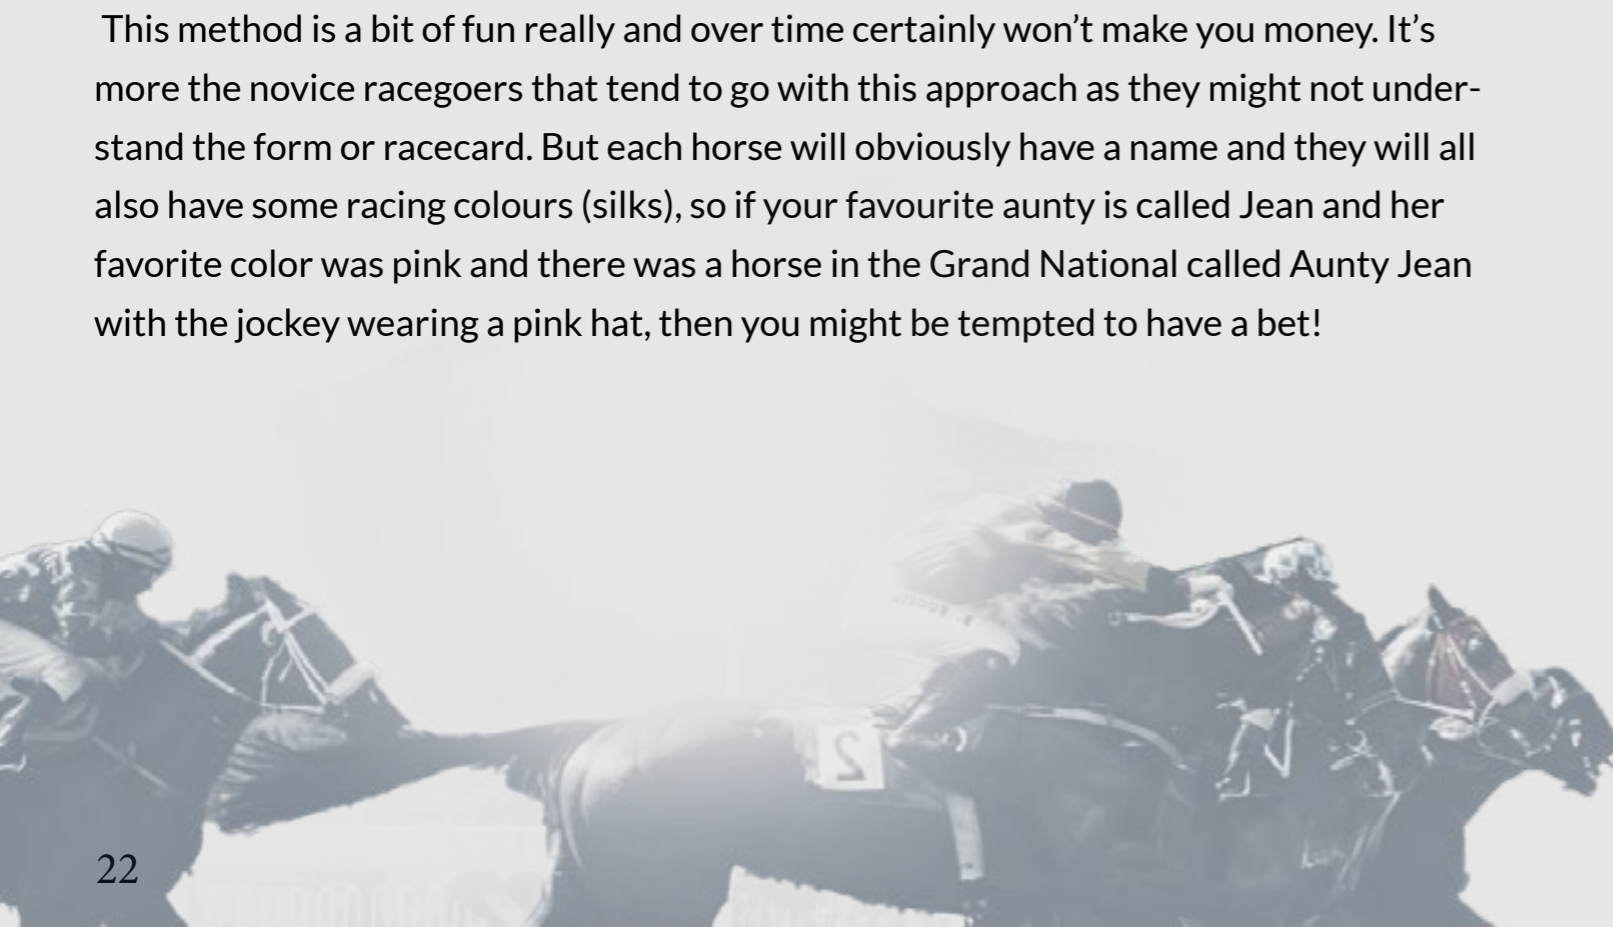 This method is a bit of fun really and over time certainly won’t make you money. It’s
more the novice racegoers that tend to go with this approach as they might not under-
stand the form or racecard. But each horse will obviously have a name and they will all
also have some racing colours (silks), so if your favourite aunty is called Jean and her
favorite color was pink and there was a horse in the Grand National called Aunty Jean
with the jockey wearing a pink hat, then you might be tempted to have a bet!
2
22